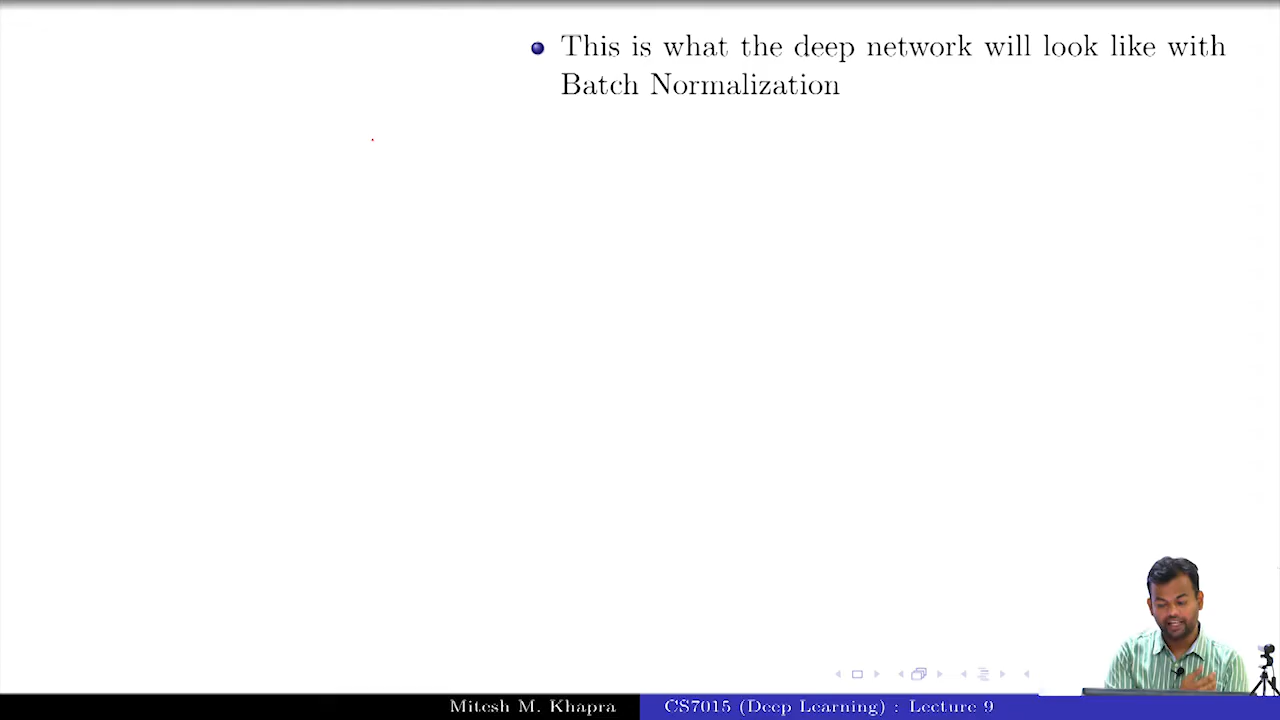 This is what the deep network will look like with
Batch Normalization
Mitesh M. Khapra
CS7015 (Deep Learning) : Lecture 9